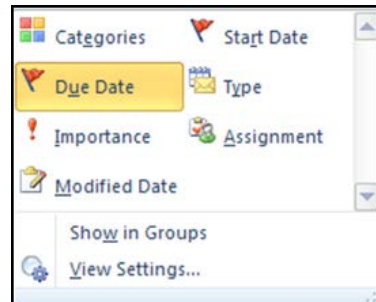 Categories Start Date
Due Date Type
Importance Assignment
Modified Date
Show in Groups
View Settings...